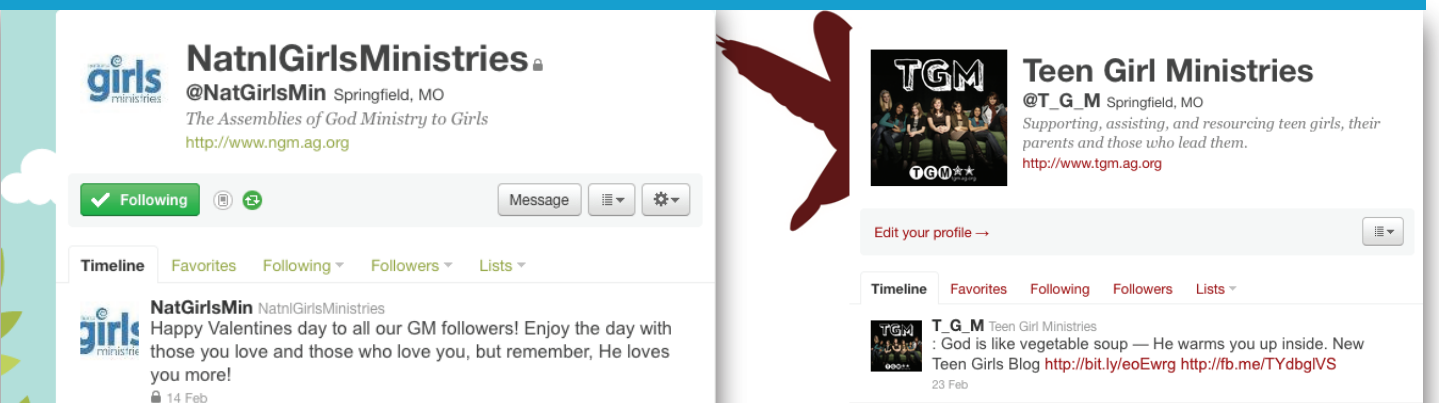 girls
ministries
NatnlGirlsMinistries
@NatGirlsMin Springfield, MO
The Assemblies of God Ministry to Girls
http://www.ngm.ag.org
Following
Message
Timeline Favorites Following Followers Lists
girls
ministrie
NatGirlsMin NatnlGirlsMinistries
Happy Valentines day to all our GM followers! Enjoy the day with
those you love and those who love you, but remember, He loves
you more!
14 Feb
TGM
TGM
tgm.ag.org
Teen Girl Ministries
@T_G_M Springfield, MO
Supporting, assisting, and resourcing teen girls, their
parents and those who lead them.
http://www.tgm.ag.org
Edit your profile →
Timeline Favorites Following Followers Lists
TGM
TGM
T_G_M Teen Girl Ministries
: God is like vegetable soup — He warms you up inside. New
Teen Girls Blog http://bit.ly/eoEwrg http://fb.me/TYdbglVS
23 Feb